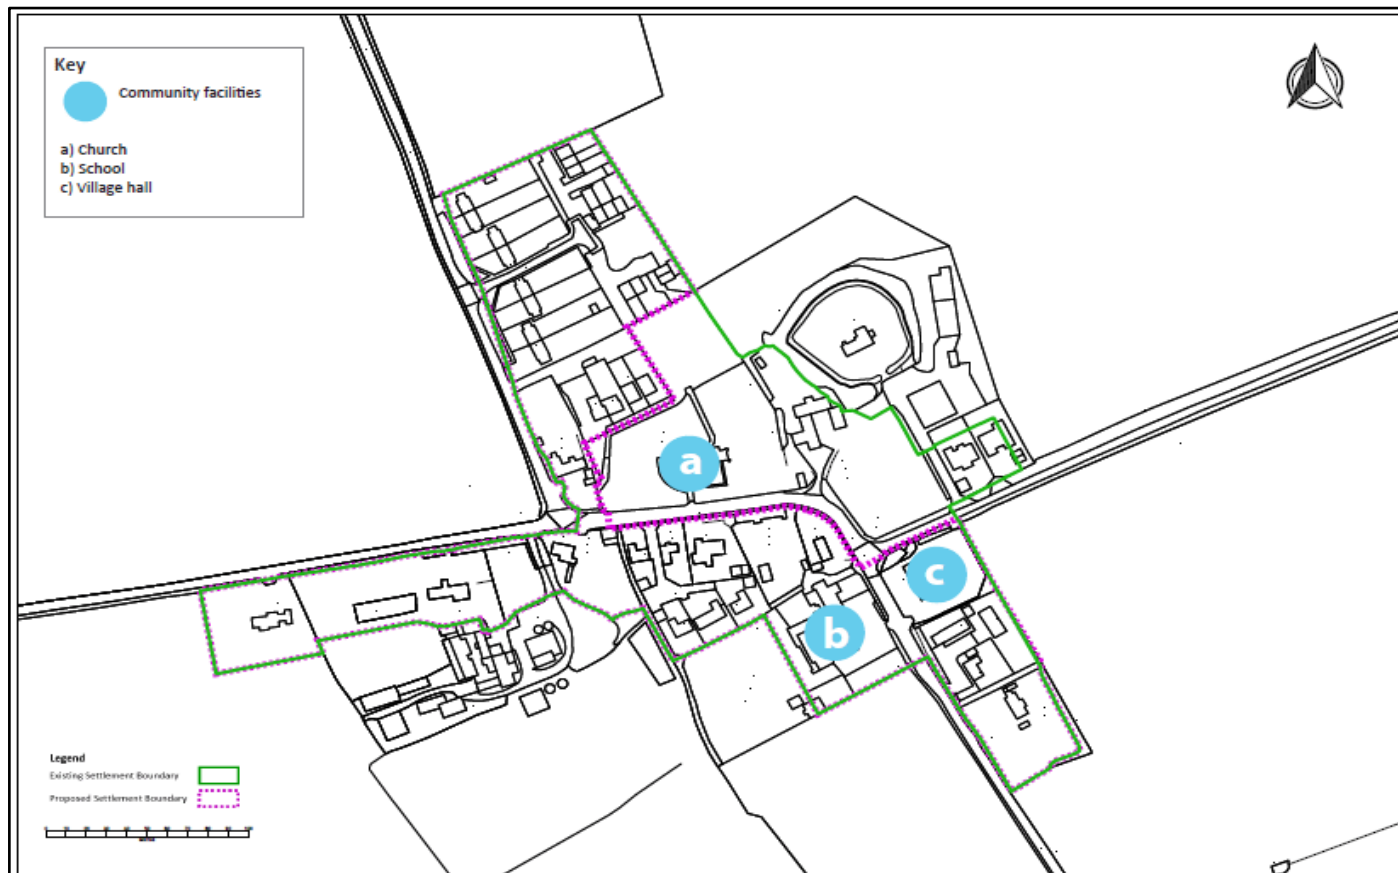 Key
Community facilities
a) Church
b) School
c) Village hall
a
c
b
Legend
Existing Settlement Boundary
Proposed Settlement Boundary